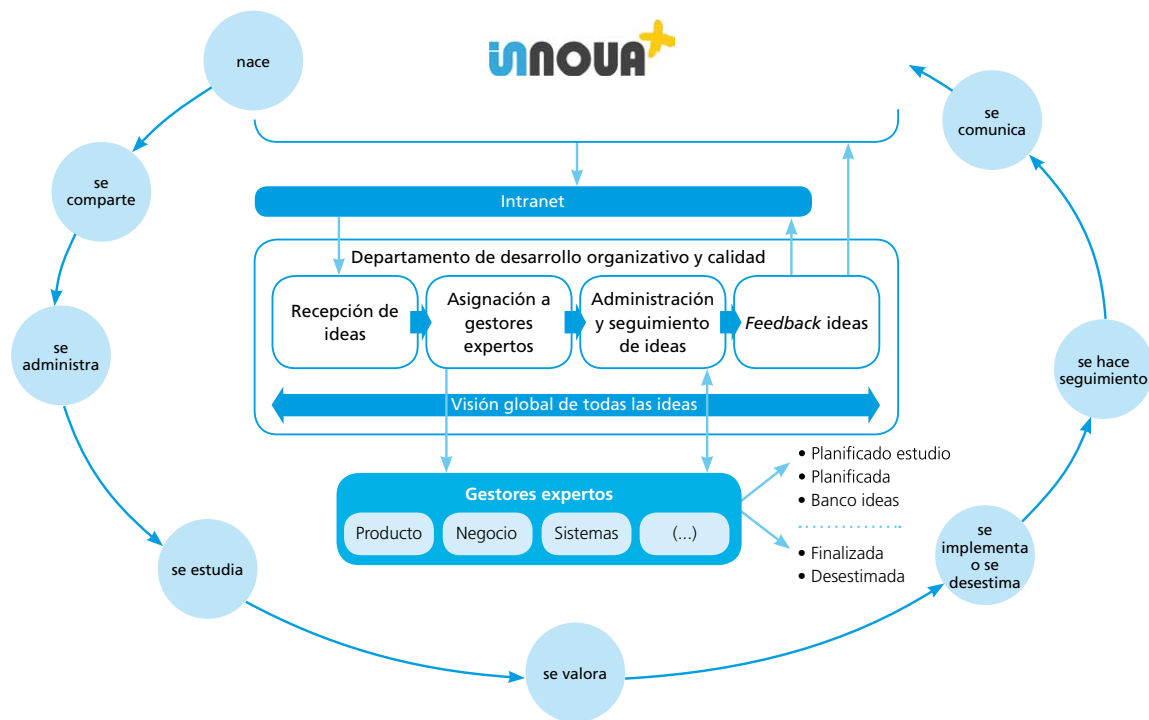 nace
innova+
se
comunica
se
comparte
Intranet
Departamento de desarrollo organizativo y calidad
Recepción de
ideas
Asignación a
gestores
expertos
Administración
y seguimiento
de ideas
Feedback ideas
se
administra
se hace
seguimiento
Visión global de todas las ideas
Gestores expertos
Producto
Negocio
Sistemas
(...)
• Planificado estudio
• Planificada
• Banco ideas
• Finalizada
• Desestimada
se
implementa
o se
desestima
se estudia
se valora